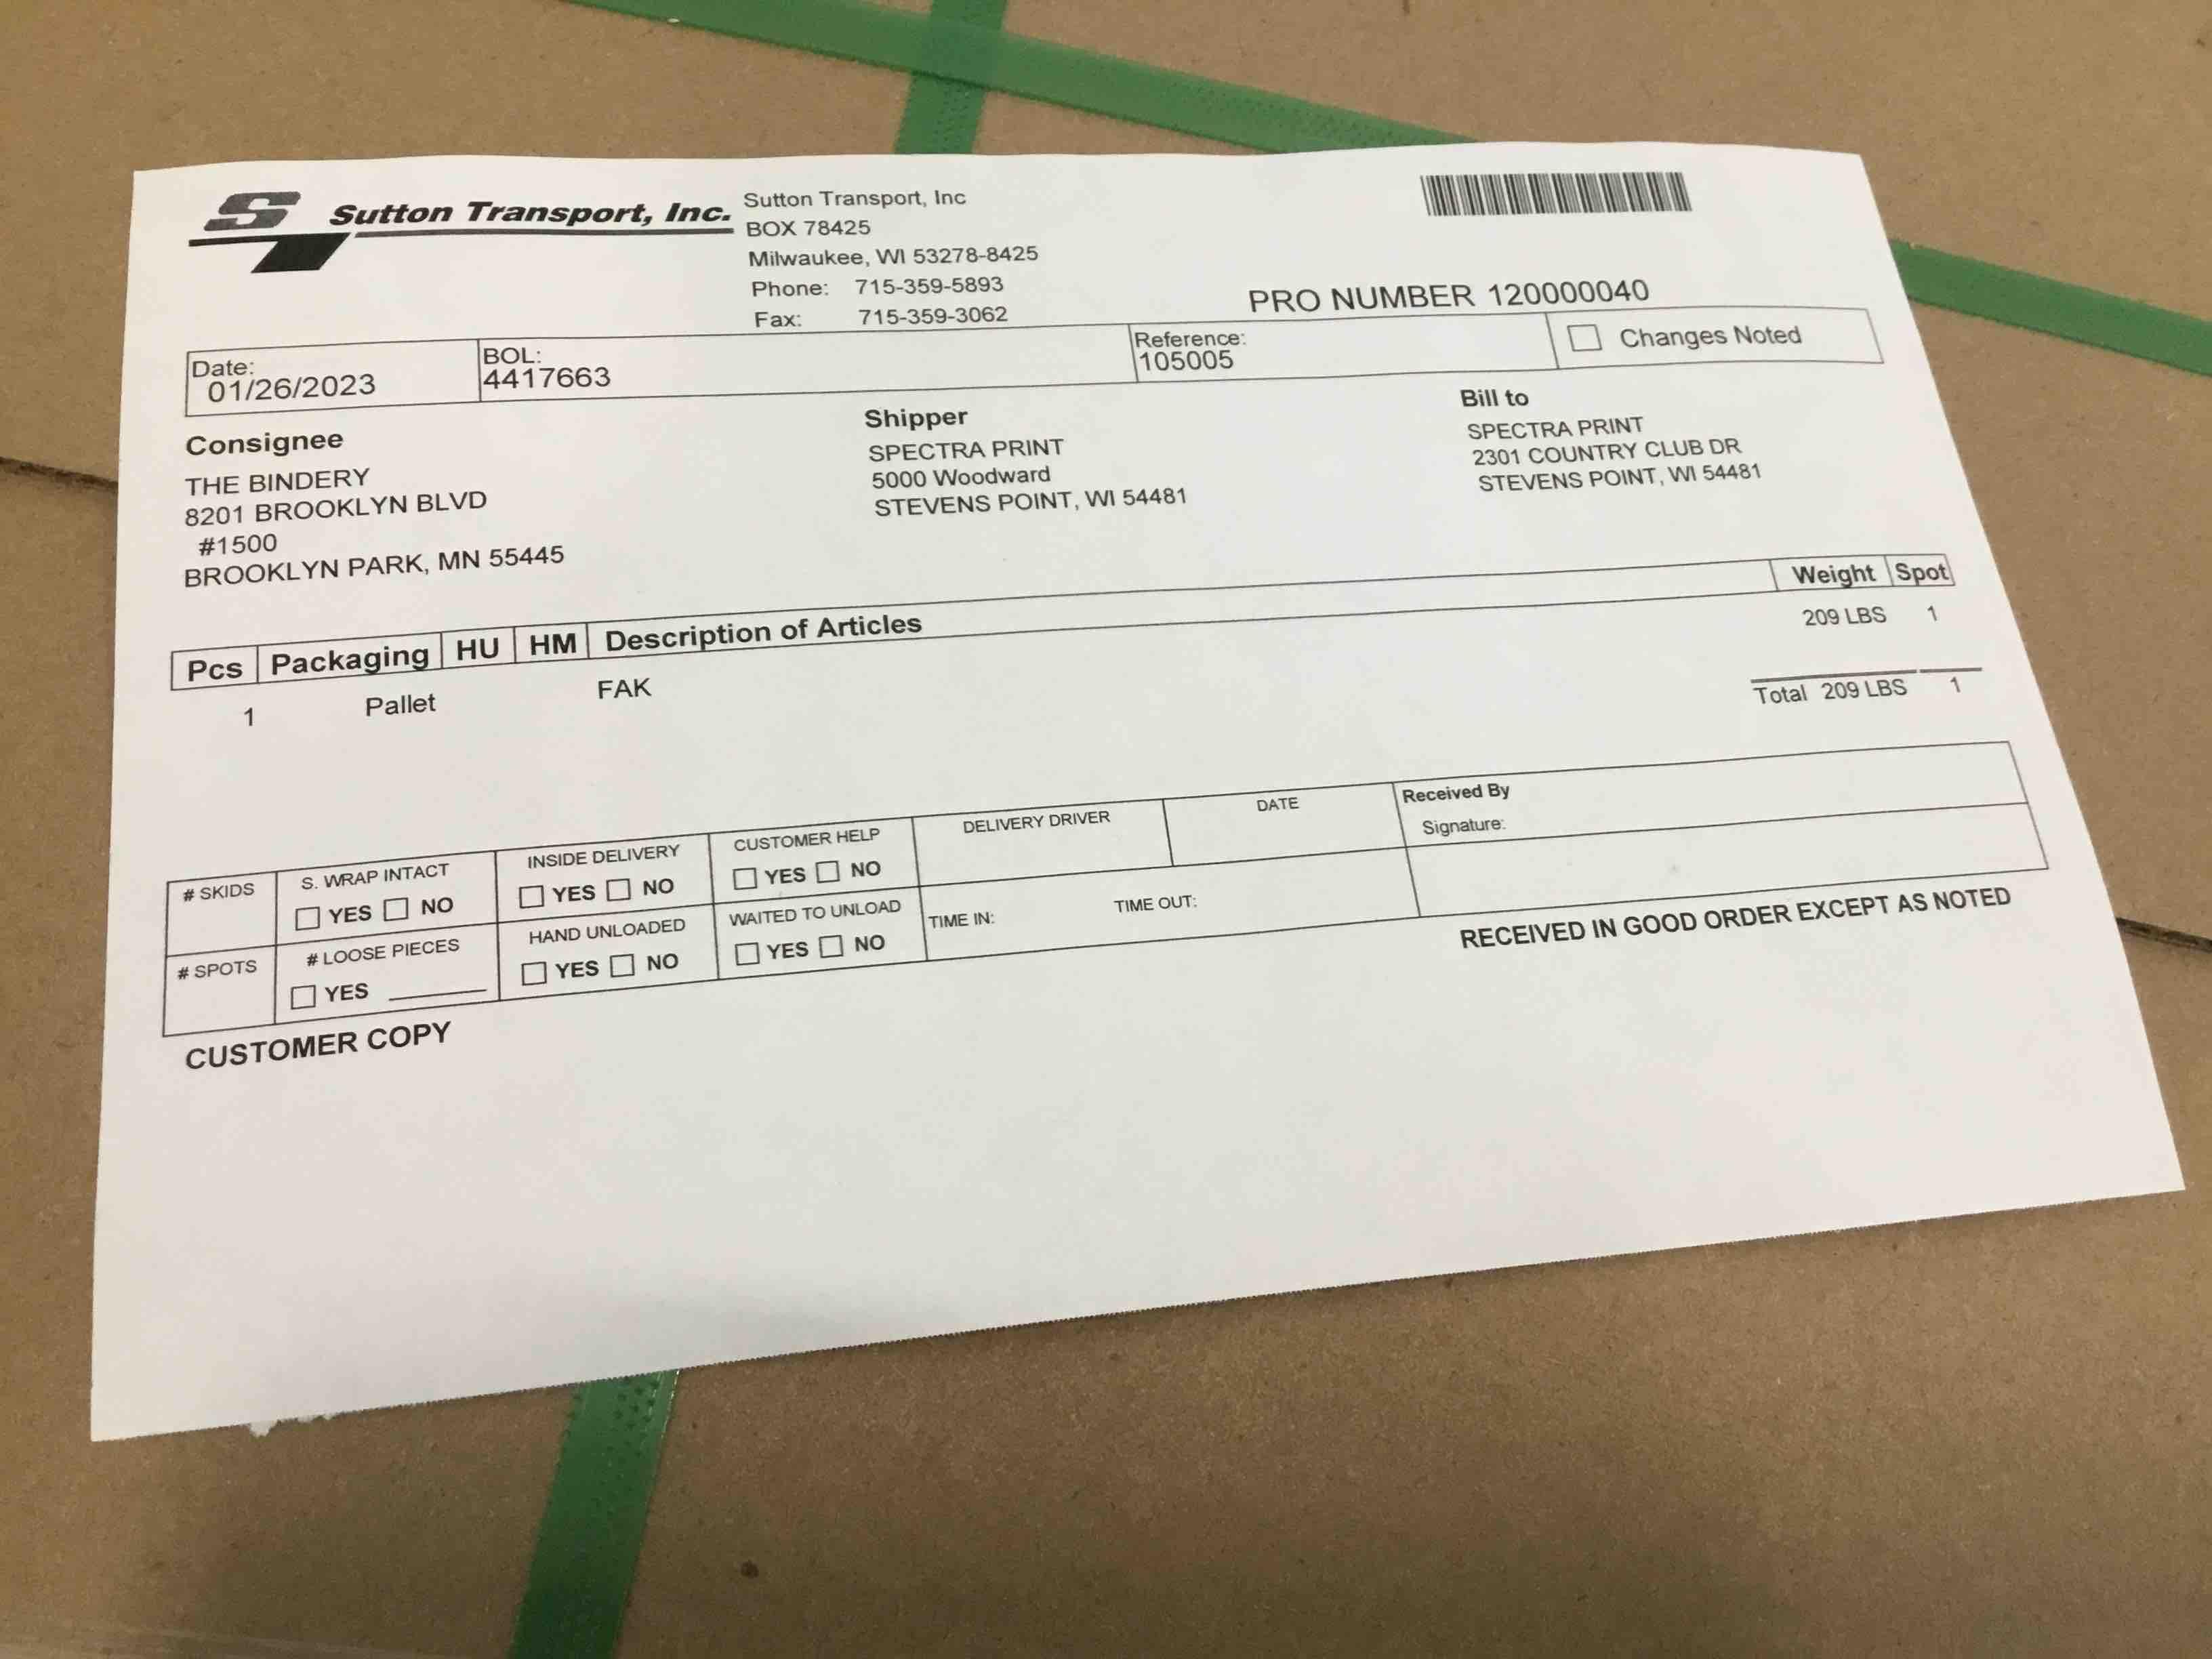 Sutton Transport, Inc.
Sutton Transport, Inc
BOX 78425
Milwaukee, WI 53278-8425
Phone: 715-359-5893
Fax: 715-359-3062
PRO NUMBER 120000040
Date:
01/26/2023
BOL:
4417663
Reference:
105005
Changes Noted
Consignee
THE BINDERY
8201 BROOKLYN BLVD
#1500
BROOKLYN PARK, MN 55445
Shipper
SPECTRA PRINT
5000 Woodward
STEVENS POINT, WI 54481
Bill to
SPECTRA PRINT
2301 COUNTRY CLUB DR
STEVENS POINT, WI 54481
Pcs Packaging HU HM Description of Articles Weight Spot
1 Pallet FAK 209 LBS 1
Total 209 LBS 1
# SKIDS
S. WRAP INTACT
YES NO
INSIDE DELIVERY
YES NO
CUSTOMER HELP
YES NO
DELIVERY DRIVER
DATE
Received By
Signature:
# SPOTS
# LOOSE PIECES
YES
HAND UNLOADED
YES NO
WAITED TO UNLOAD
YES NO
TIME IN:
TIME OUT:
RECEIVED IN GOOD ORDER EXCEPT AS NOTED
CUSTOMER COPY